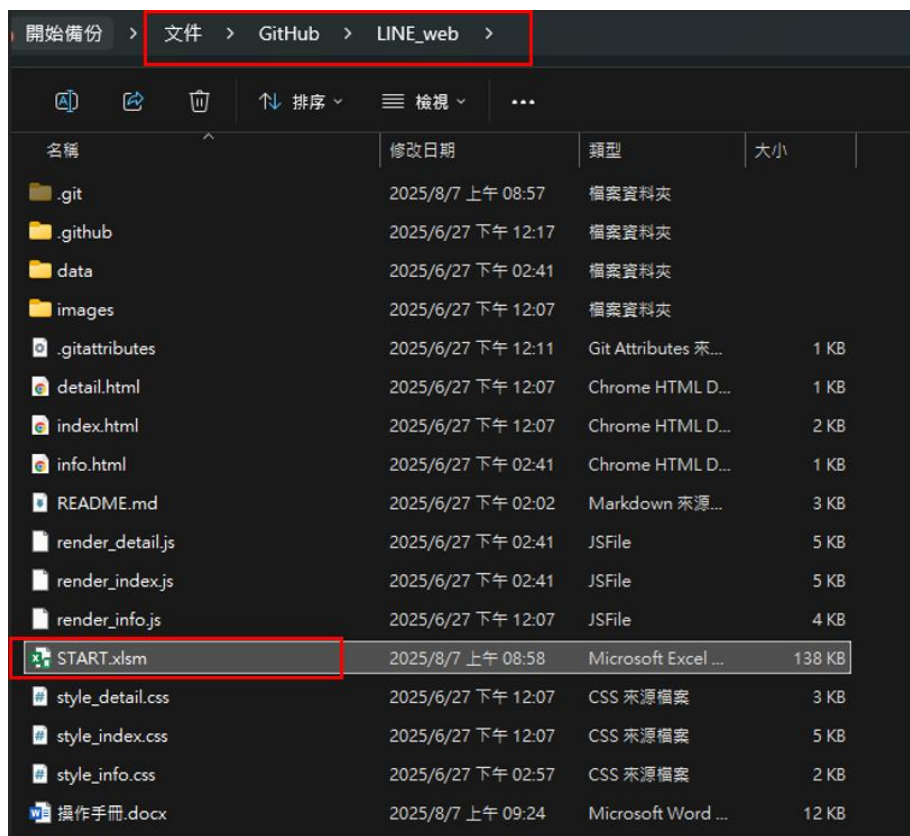 開始備份 > 文件 > GitHub > LINE_web >
排序 檢視 ...
名稱 修改日期 類型 大小
.git 2025/8/7 上午 08:57 檔案資料夾
.github 2025/6/27 下午 12:17 檔案資料夾
data 2025/6/27 下午 02:41 檔案資料夾
images 2025/6/27 下午 12:07 檔案資料夾
.gitattributes 2025/6/27 下午 12:11 Git Attributes 來... 1 KB
detail.html 2025/6/27 下午 12:07 Chrome HTML D... 1 KB
index.html 2025/6/27 下午 12:07 Chrome HTML D... 2 KB
info.html 2025/6/27 下午 02:41 Chrome HTML D... 1 KB
README.md 2025/6/27 下午 02:02 Markdown 來源... 3 KB
render_detail.js 2025/6/27 下午 02:41 JSFile 5 KB
render_index.js 2025/6/27 下午 02:41 JSFile 5 KB
render_info.js 2025/6/27 下午 12:07 JSFile 4 KB
START.xlsm 2025/8/7 上午 08:58 Microsoft Excel ... 138 KB
style_detail.css 2025/6/27 下午 12:07 CSS 來源檔案 3 KB
style_index.css 2025/6/27 下午 12:07 CSS 來源檔案 5 KB
style_info.css 2025/6/27 下午 02:57 CSS 來源檔案 2 KB
操作手冊.docx 2025/8/7 上午 09:24 Microsoft Word ... 12 KB